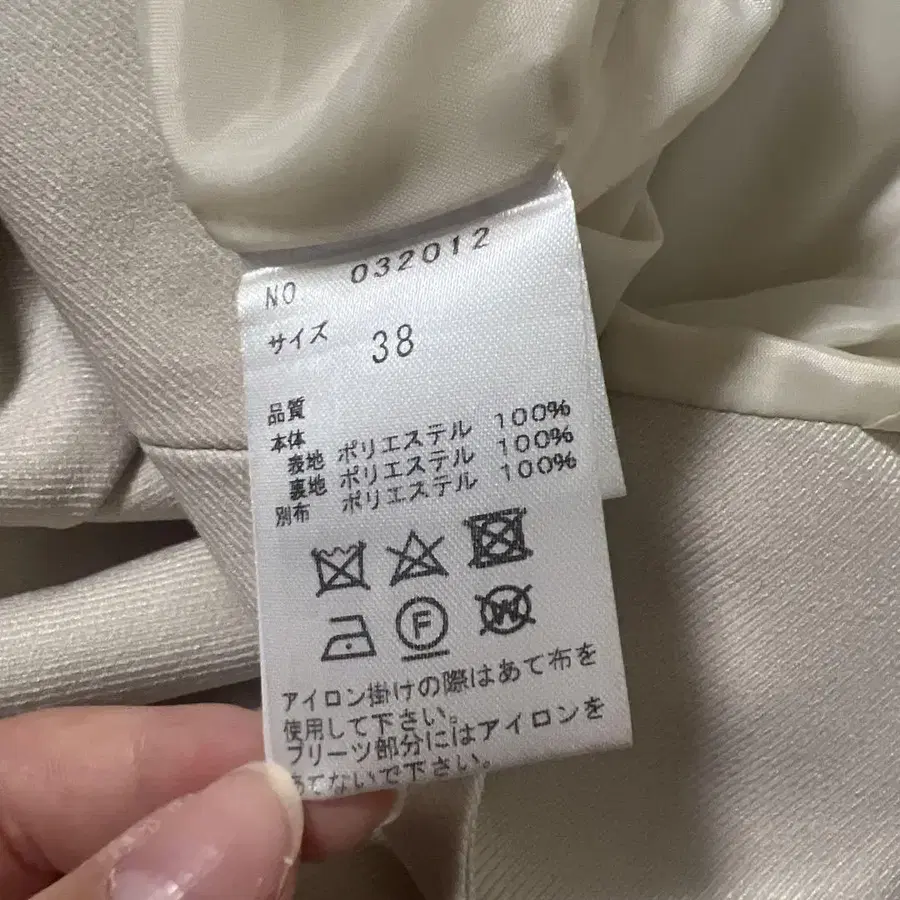 NO 032012
サイズ 38
品質
本体
表地 ポリエステル 100%
裏地 ポリエステル 100%
別布 ポリエステル 100%
F
W
アイロン掛けの際はあて布を
使用して下さい。
プリーツ部分にはアイロンを
あてないで下さい。